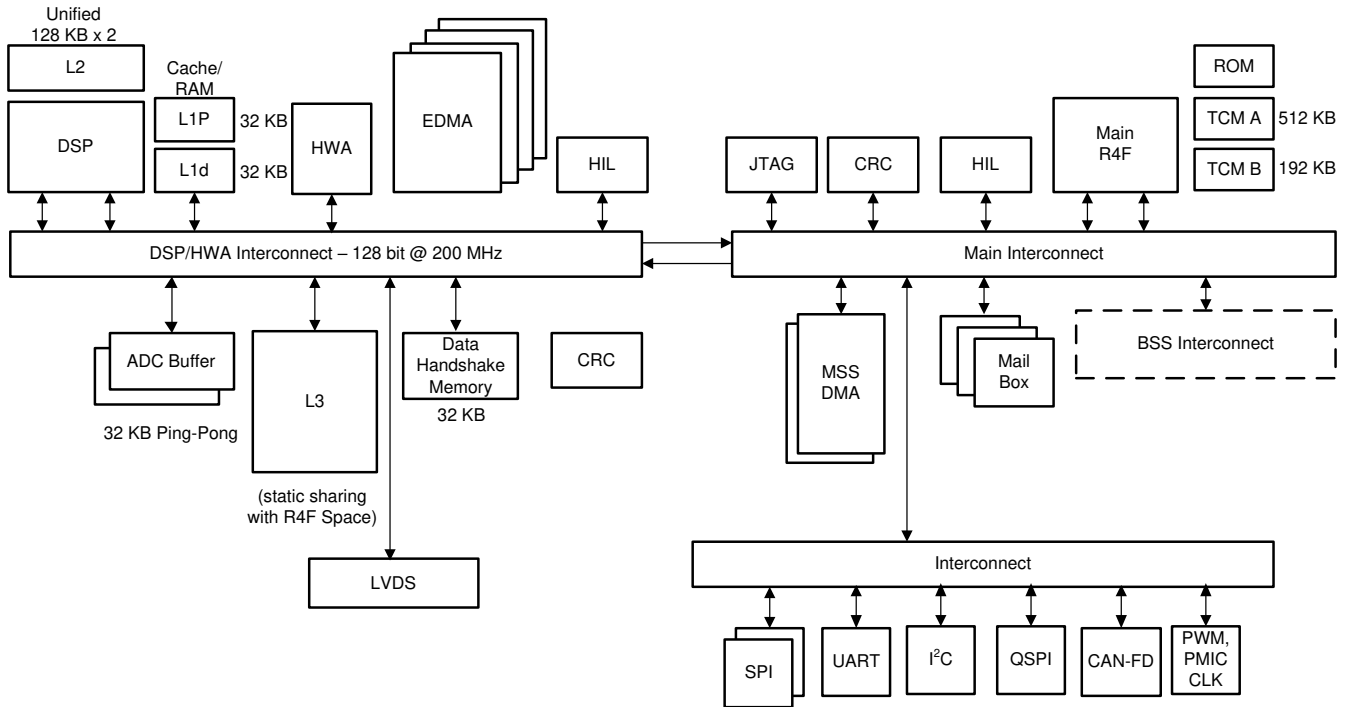 Unified
128 KB x 2
L2
Cache/
RAM
DSP
L1P
32 KB
L1d
32 KB
HWA
EDMA
HIL
JTAG
CRC
HIL
Main
R4F
ROM
TCM A
512 KB
TCM B
192 KB
DSP/HWA Interconnect – 128 bit @ 200 MHz
Main Interconnect
ADC Buffer
32 KB Ping-Pong
L3
(static sharing
with R4F Space)
Data
Handshake
Memory
32 KB
CRC
LVDS
MSS
DMA
Mail
Box
BSS Interconnect
Interconnect
SPI
UART
I²C
QSPI
CAN-FD
PWM,
PMIC
CLK